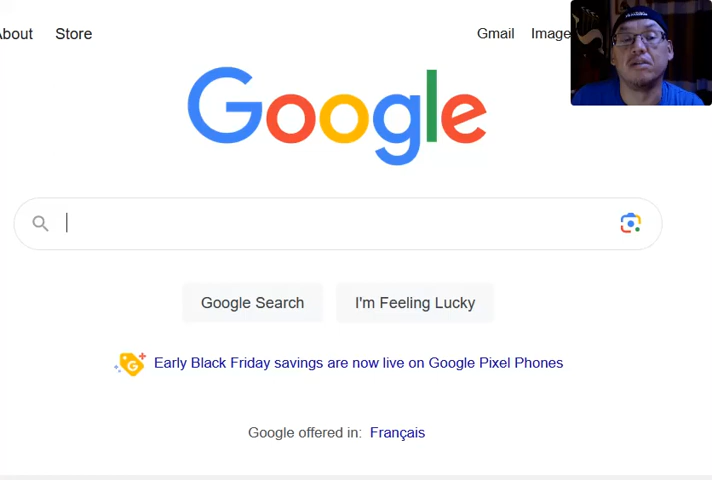 About Store Gmail Image
Google
Google Search I'm Feeling Lucky
Early Black Friday savings are now live on Google Pixel Phones
Google offered in: Français